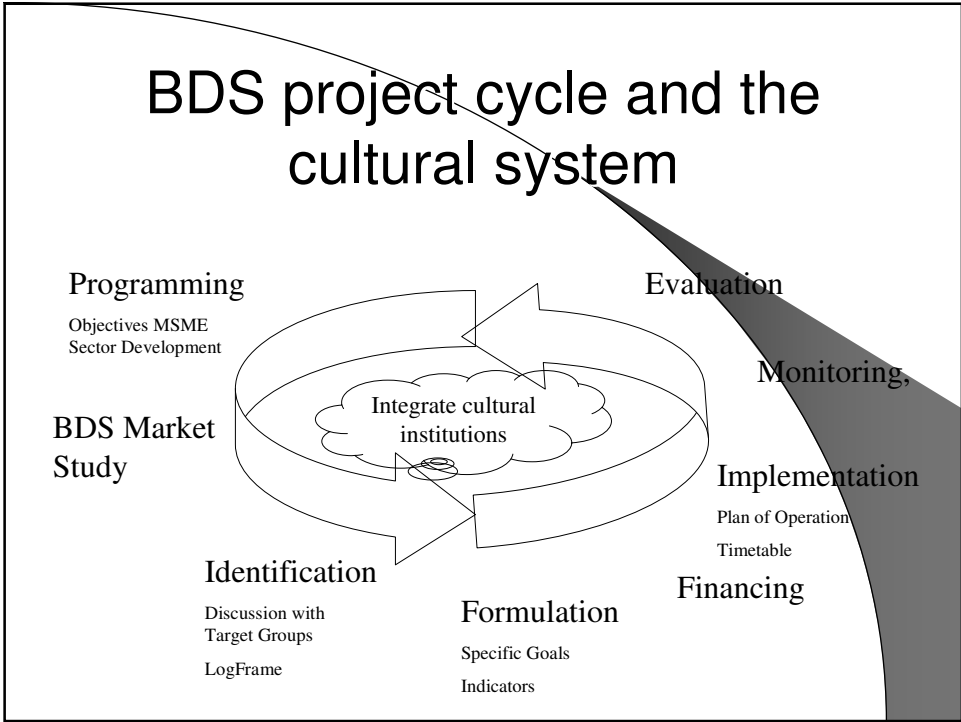 BDS project cycle and the
cultural system
Programming
Objectives MSME
Sector Development
BDS Market
Study
Identification
Discussion with
Target Groups
LogFrame
Formulation
Specific Goals
Indicators
Financing
Implementation
Plan of Operation
Timetable
Monitoring,
Evaluation
Integrate cultural
institutions